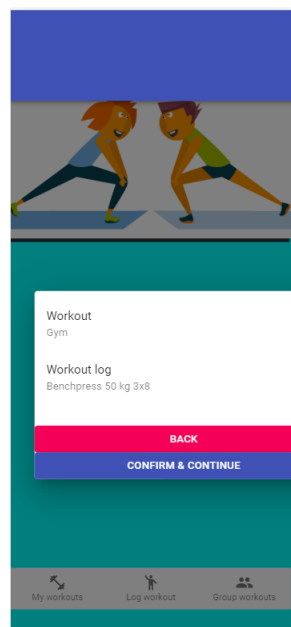 Workout
Gym
Workout log
Benchpress 50 kg 3x8
BACK
CONFIRM & CONTINUE
My workouts
Log workout
Group workouts